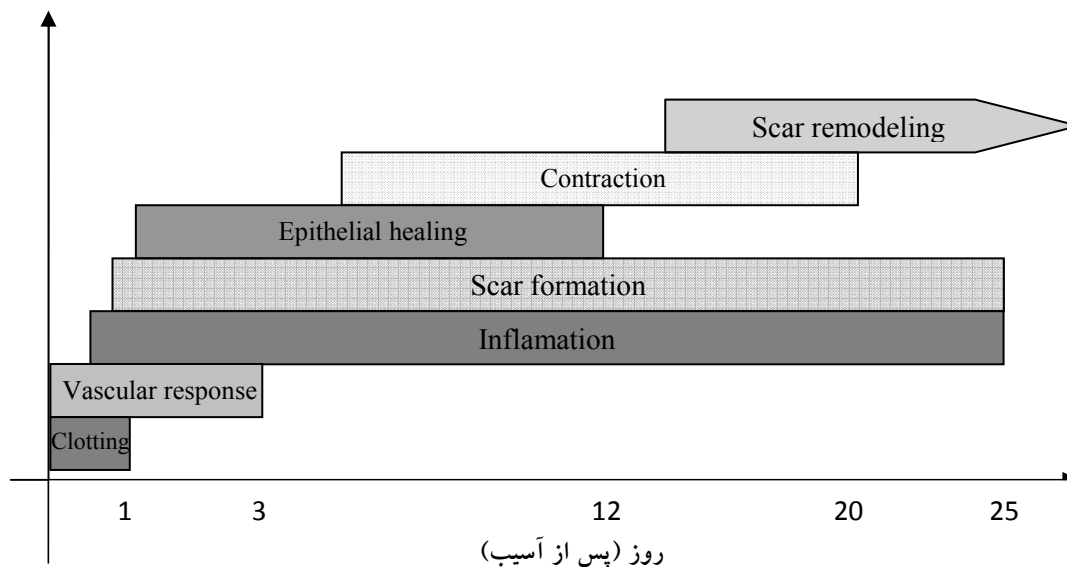 Scar remodeling
Contraction
Epithelial healing
Scar formation
Inflamation
Vascular response
Clotting
1 3 12 20 25
روز (پس از آسیب)